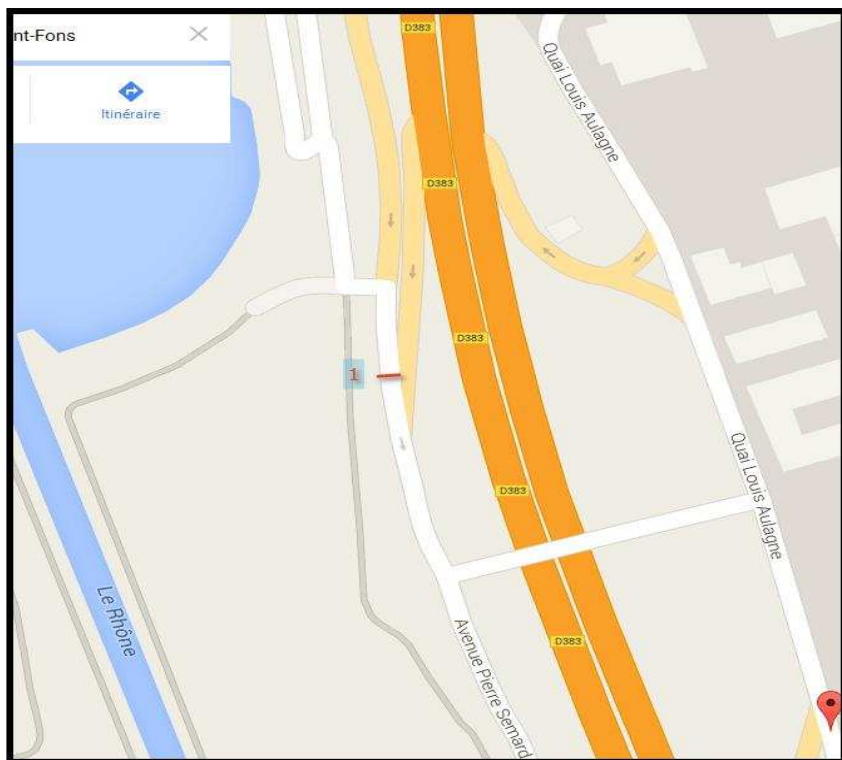 nt-Fons
Itinéraire
D383
Quai Louis Aulagne
D383
D383
1
Quai Louis Aulagne
D383
Le Rhône
Avenue Pierre Semard
D383